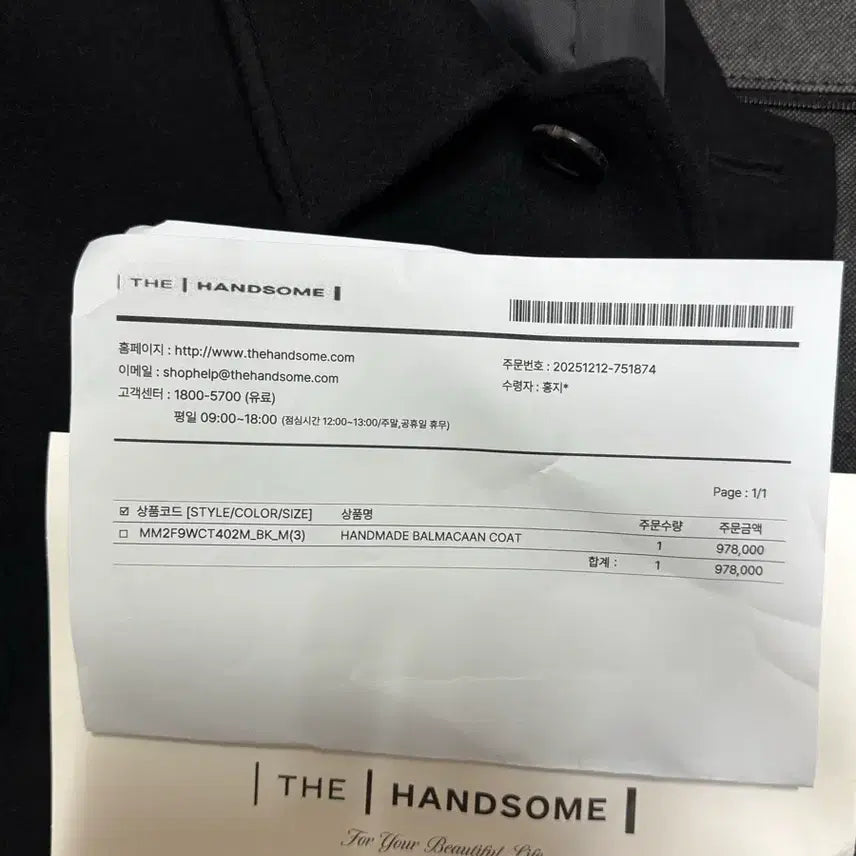 THE HANDSOME
홈페이지 : http://www.thehandsome.com
이메일 : shophelp@thehandsome.com
고객센터 : 1800-5700 (유료)
평일 09:00~18:00 (점심시간 12:00~13:00/주말,공휴일 휴무)
주문번호 : 20251212-751874
수령자 : 홍지*
Page : 1/1
상품코드 [STYLE/COLOR/SIZE] 상품명 주문수량 주문금액
MM2F9WCT402M_BK_M(3) HANDMADE BALMACAAN COAT 1 978,000
합계 : 1 978,000
THE HANDSOME
For Your Beautiful Life